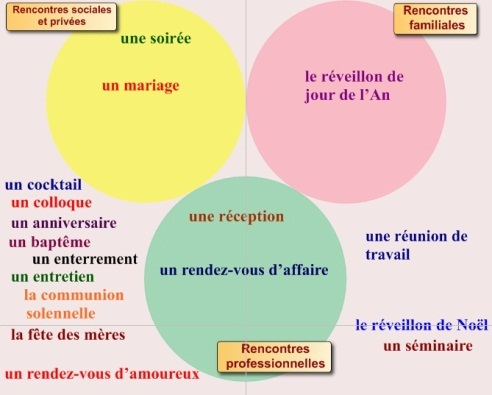 Rencontres sociales
et privées
Rencontres
familiales
une soirée
un mariage
le réveillon de
jour de l’An
un cocktail
un colloque
un anniversaire
un baptême
un enterrement
un entretien
la communion
solennelle
la fête des mères
un rendez-vous d’amoureux
une réception
un rendez-vous d’affaire
Rencontres
professionnelles
une réunion de
travail
le réveillon de Noël
un séminaire